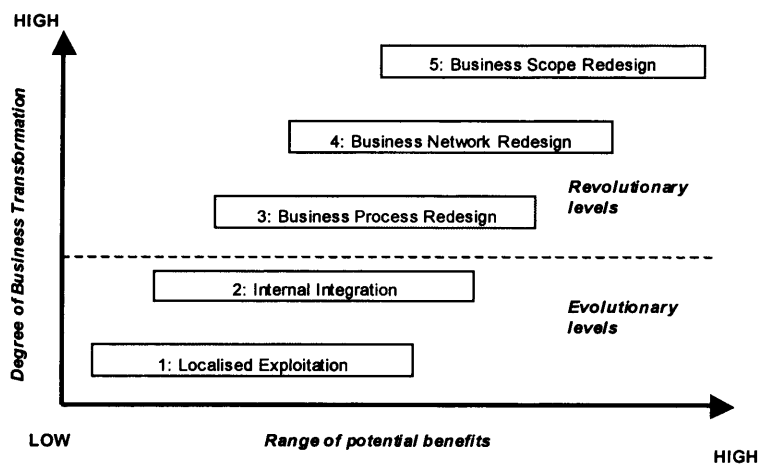 HIGH
Degree of Business Transformation
5: Business Scope Redesign
4: Business Network Redesign
Revolutionary
levels
3: Business Process Redesign
2: Internal Integration
Evolutionary
levels
1: Localised Exploitation
LOW
Range of potential benefits
HIGH